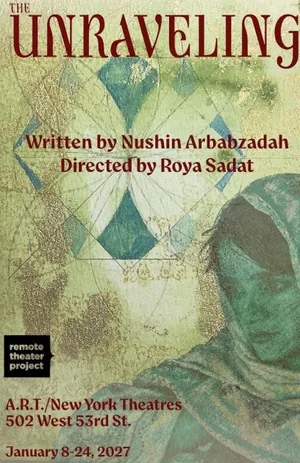 THE
UNRAVELING
Written by Nushin Arbabzadah
Directed by Roya Sadat
remote
theater
project
A.R.T./New York Theatres
502 West 53rd St.
January 8-24, 2027